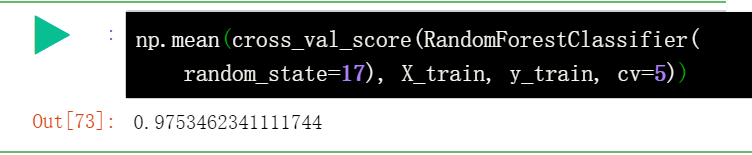 : np.mean(cross_val_score(RandomForestClassifier(
random_state=17), X_train, y_train, cv=5))
Out[73]: 0.9753462341111744